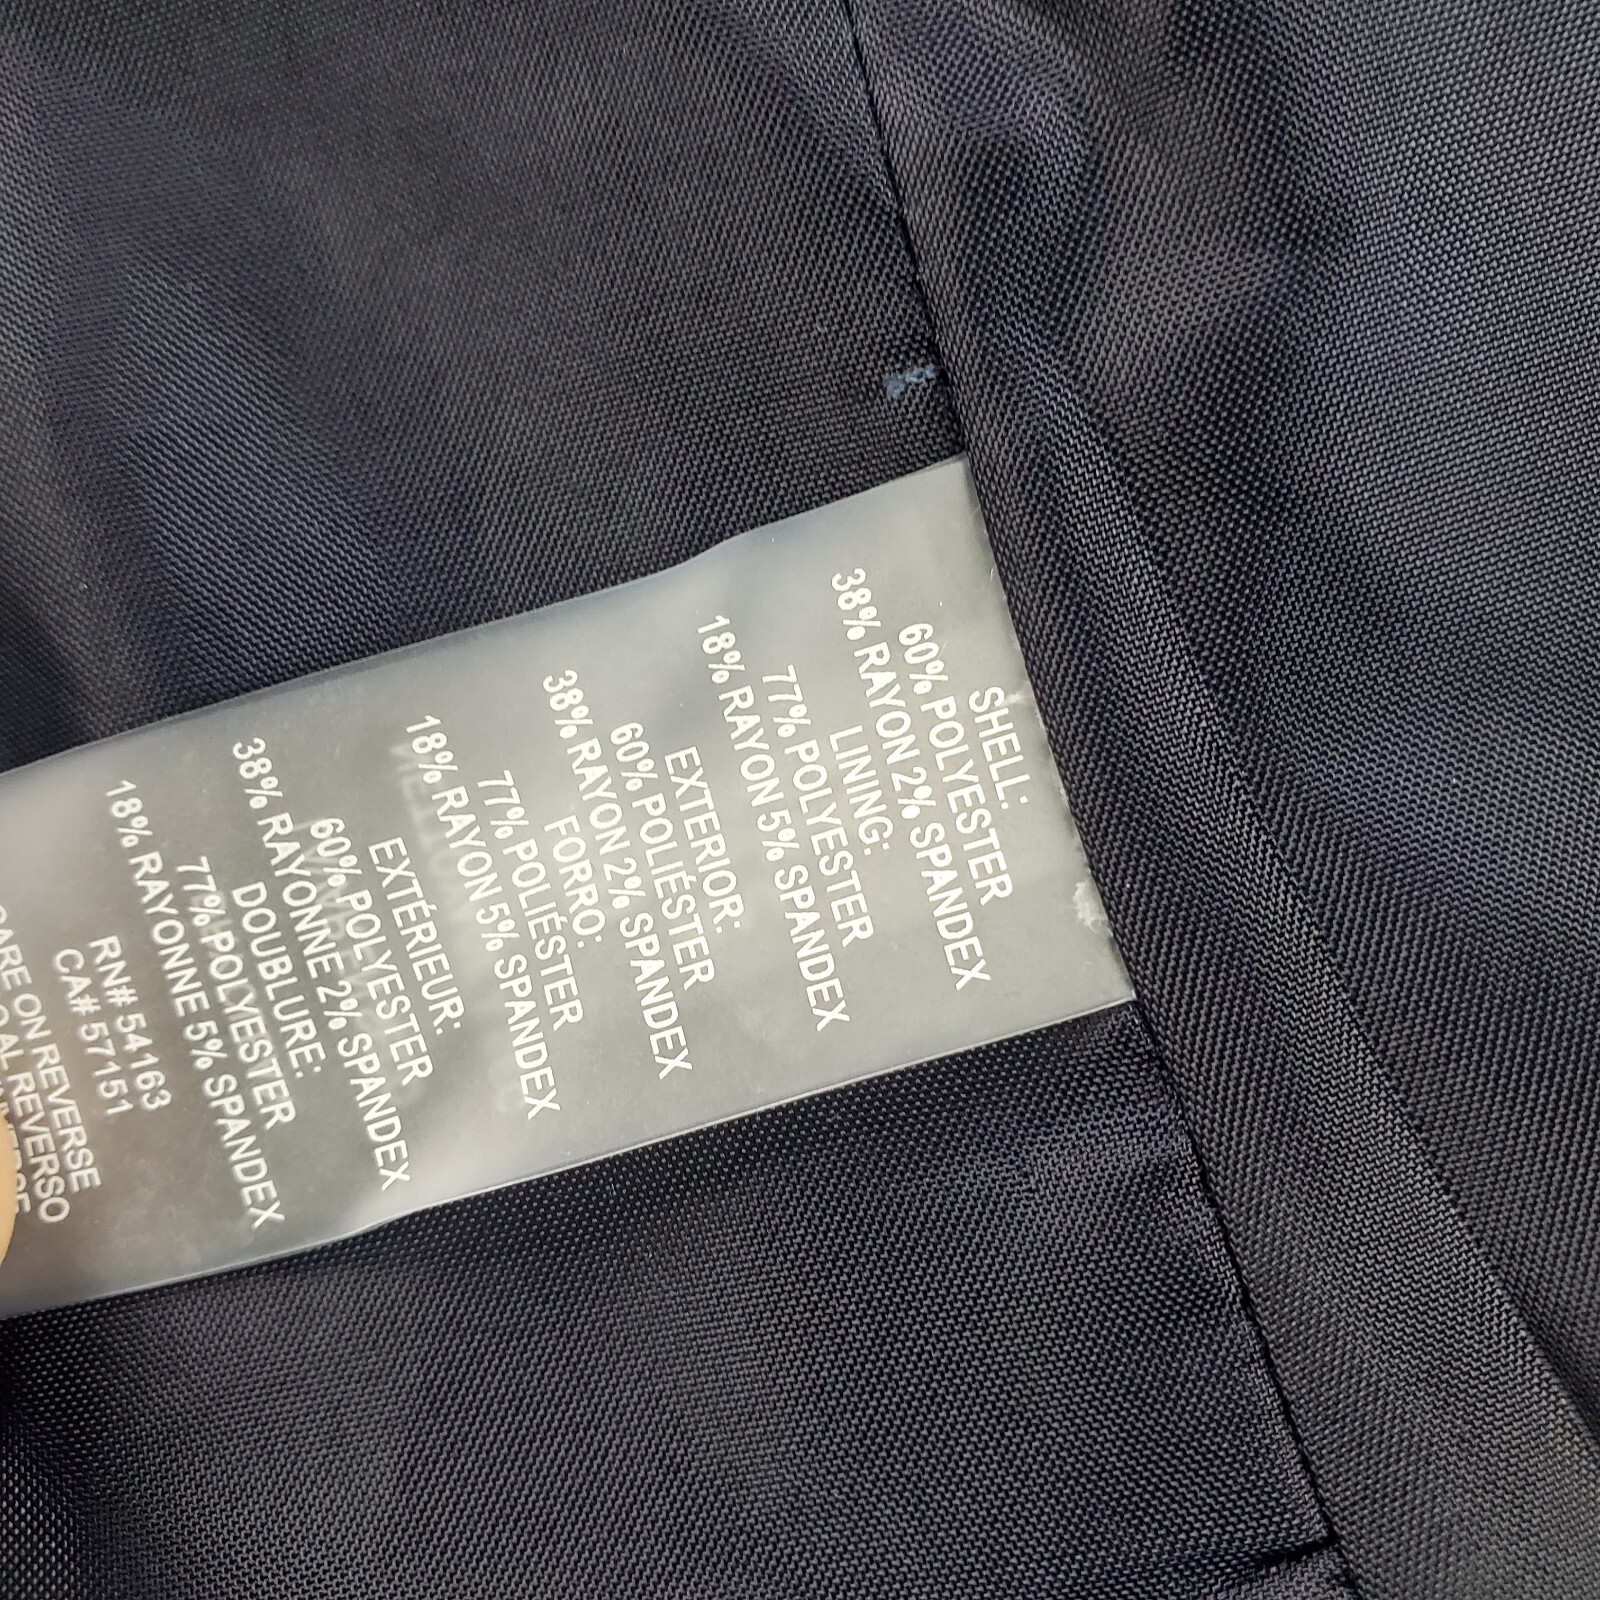 SHELL:
60% POLYESTER
38% RAYON 2% SPANDEX
LINING:
77% POLYESTER
18% RAYON 5% SPANDEX
EXTERIOR:
60% POLIÉSTER
38% RAYON 2% SPANDEX
FORRO:
77% POLIÉSTER
18% RAYON 5% SPANDEX
EXTÉRIEUR:
60% POLYESTER
38% RAYONNE 2% SPANDEX
DOUBLURE:
77% POLYESTER
18% RAYONNE 5% SPANDEX
RN# 54163
CA# 57151
CARE ON REVERSE
AL REVERSO